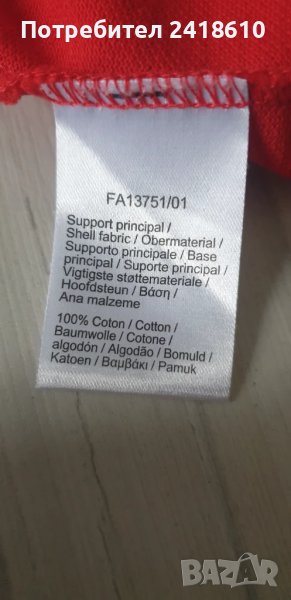 Потребител 2418610
FA13751/01
Support principal /
Shell fabric / Obermaterial /
Supporto principale / Base
principal / Suporte principal /
Vigtigste støttemateriale /
Hoofdsteun / Βάση /
Ana malzeme
100% Coton / Cotton /
Baumwolle / Cotone /
algodón / Algodão / Bomuld /
Katoen / Βαμβάκι / Pamuk
BAZAR